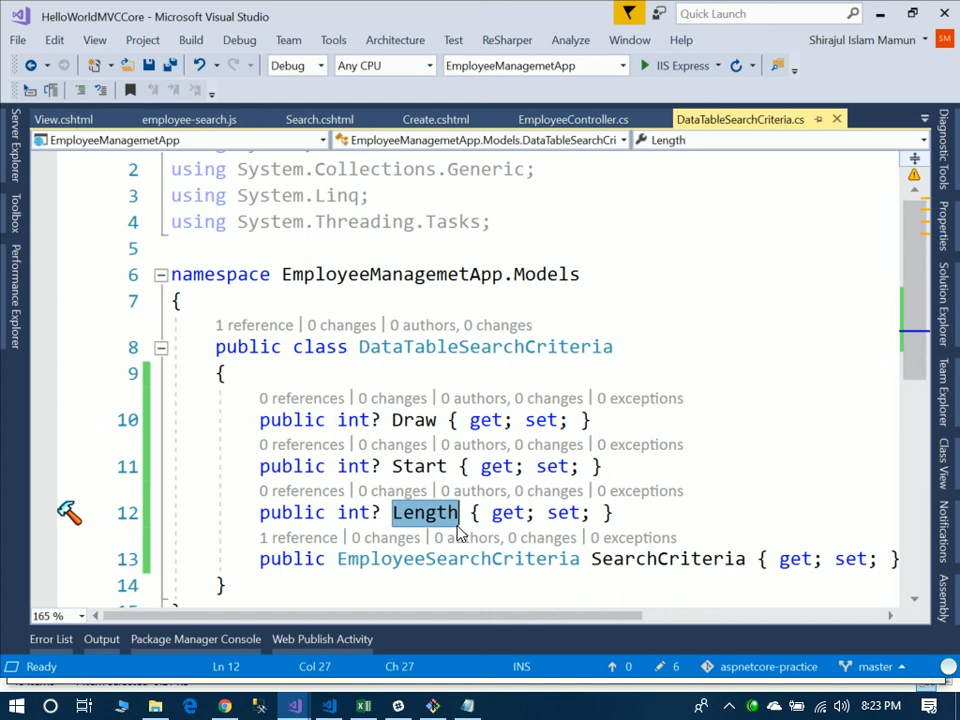 HelloWorldMVCCore - Microsoft Visual Studio
Quick Launch
File Edit View Project Build Debug Team Tools Architecture Test ReSharper Analyze Window Help Shirajul Islam Mamun SM
Debug Any CPU EmployeeManagemetApp IIS Express
View.cshtml employee-search.js Search.cshtml Create.cshtml EmployeeController.cs DataTableSearchCriteria.cs
EmployeeManagemetApp EmployeeManagemetApp.Models.DataTableSearchCri Length
Server Explorer
Toolbox
Performance Explorer
2 using System.Collections.Generic;
3 using System.Linq;
4 using System.Threading.Tasks;
5
6 namespace EmployeeManagemetApp.Models
7 {
1 reference | 0 changes | 0 authors, 0 changes
8 public class DataTableSearchCriteria
9 {
0 references | 0 changes | 0 authors, 0 changes | 0 exceptions
10 public int? Draw { get; set; }
0 references | 0 changes | 0 authors, 0 changes | 0 exceptions
11 public int? Start { get; set; }
0 references | 0 changes | 0 authors, 0 changes | 0 exceptions
12 public int? Length { get; set; }
1 reference | 0 changes | 0 authors, 0 changes | 0 exceptions
13 public EmployeeSearchCriteria SearchCriteria { get; set; }
14 }
Diagnostic Tools
Properties
Solution Explorer
Team Explorer
Class View
Notifications
Assembly
165 %
Error List Output Package Manager Console Web Publish Activity
Ready Ln 12 Col 27 Ch 27 INS 0 6 aspnetcore-practice master
8:23 PM